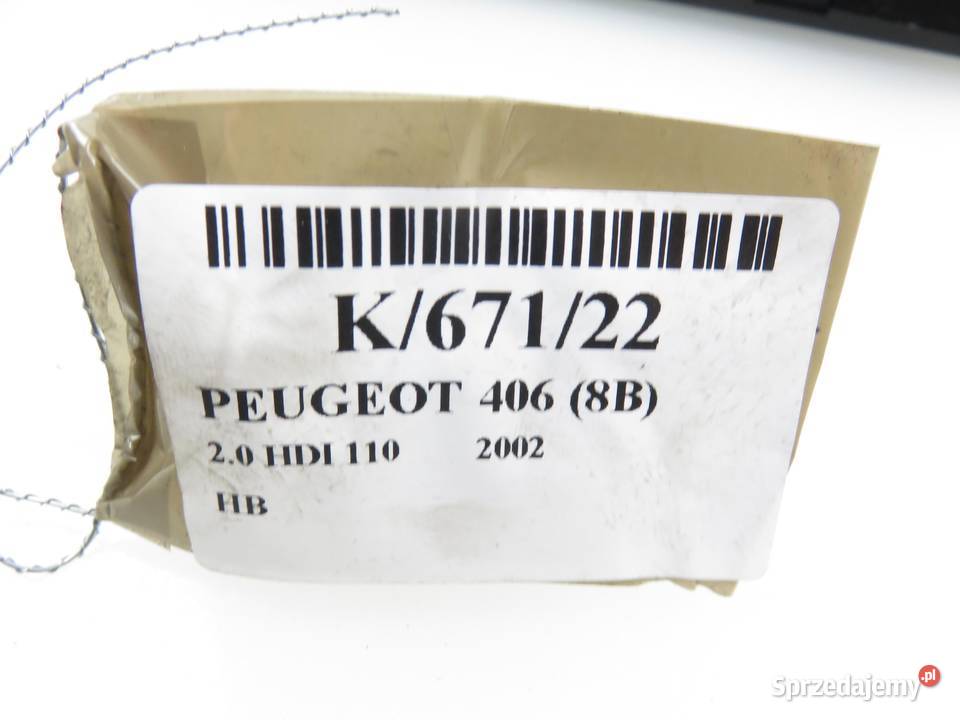 K/671/22
PEUGEOT 406 (8B)
2.0 HDI 110 2002
HB
Sprzedajemy.pl